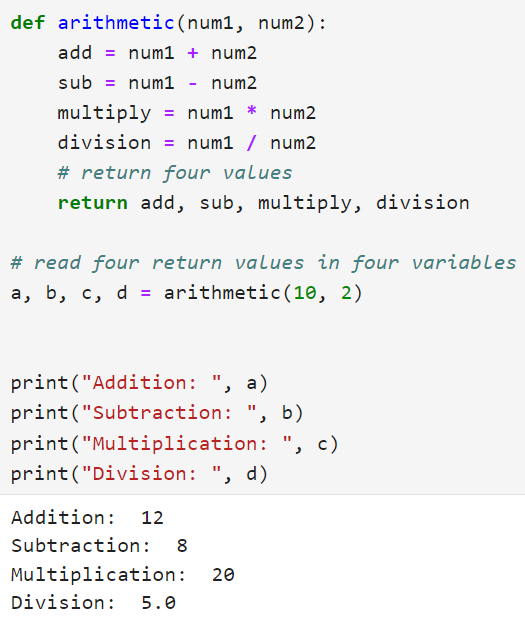 def arithmetic(num1, num2):
    add = num1 + num2
    sub = num1 - num2
    multiply = num1 * num2
    division = num1 / num2
    # return four values
    return add, sub, multiply, division

# read four return values in four variables
a, b, c, d = arithmetic(10, 2)


print("Addition: ", a)
print("Subtraction: ", b)
print("Multiplication: ", c)
print("Division: ", d)
Addition:  12
Subtraction:  8
Multiplication:  20
Division:  5.0